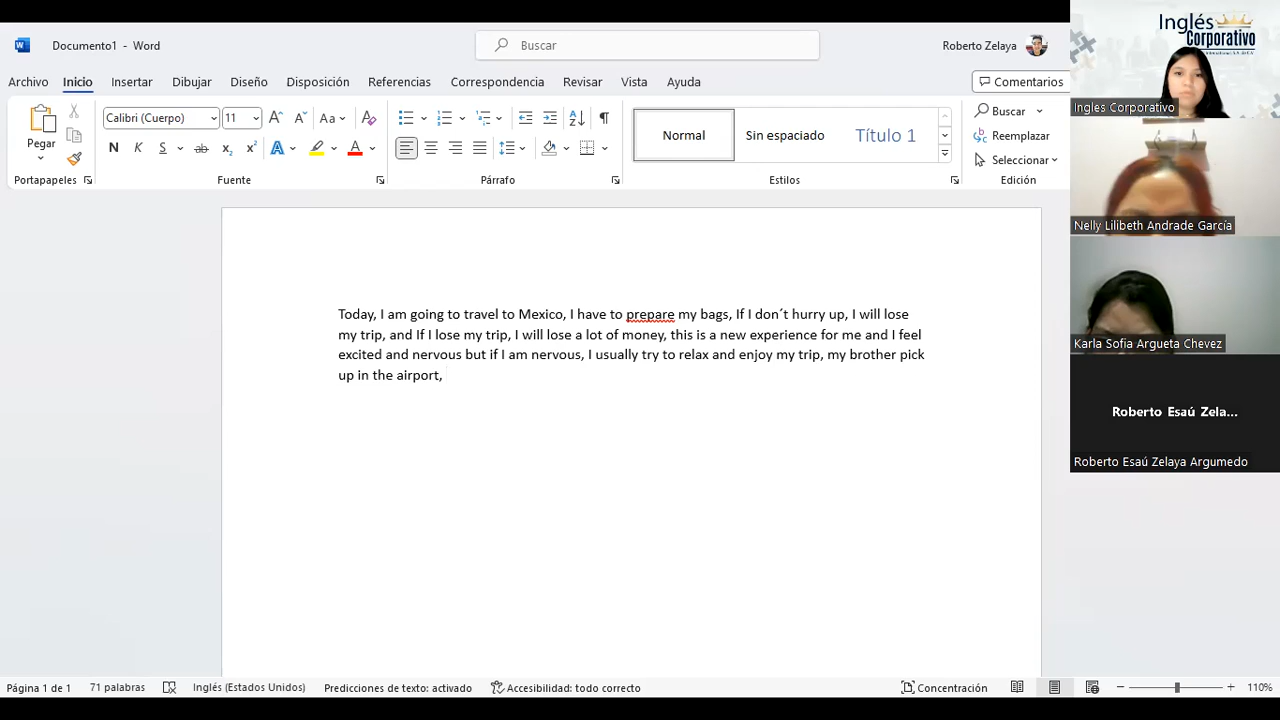 Documento1 - Word
Buscar
Roberto Zelaya
Archivo Inicio Insertar Dibujar Diseño Disposición Referencias Correspondencia Revisar Vista Ayuda
Comentarios
Pegar
Portapapeles
Calibri (Cuerpo) 11
Aa
N K S ab x₂ x²
Fuente
Párrafo
Normal
Sin espaciado
Título 1
Estilos
Buscar
Reemplazar
Seleccionar
Edición
Today, I am going to travel to Mexico, I have to prepare my bags, If I don´t hurry up, I will lose
my trip, and If I lose my trip, I will lose a lot of money, this is a new experience for me and I feel
excited and nervous but if I am nervous, I usually try to relax and enjoy my trip, my brother pick
up in the airport,
Página 1 de 1 71 palabras Inglés (Estados Unidos) Predicciones de texto: activado Accesibilidad: todo correcto Concentración 110%
Inglés
Corporativo
Ingles Corporativo
Nelly Lilibeth Andrade García
Karla Sofia Argueta Chevez
Roberto Esaú Zela...
Roberto Esaú Zelaya Argumedo